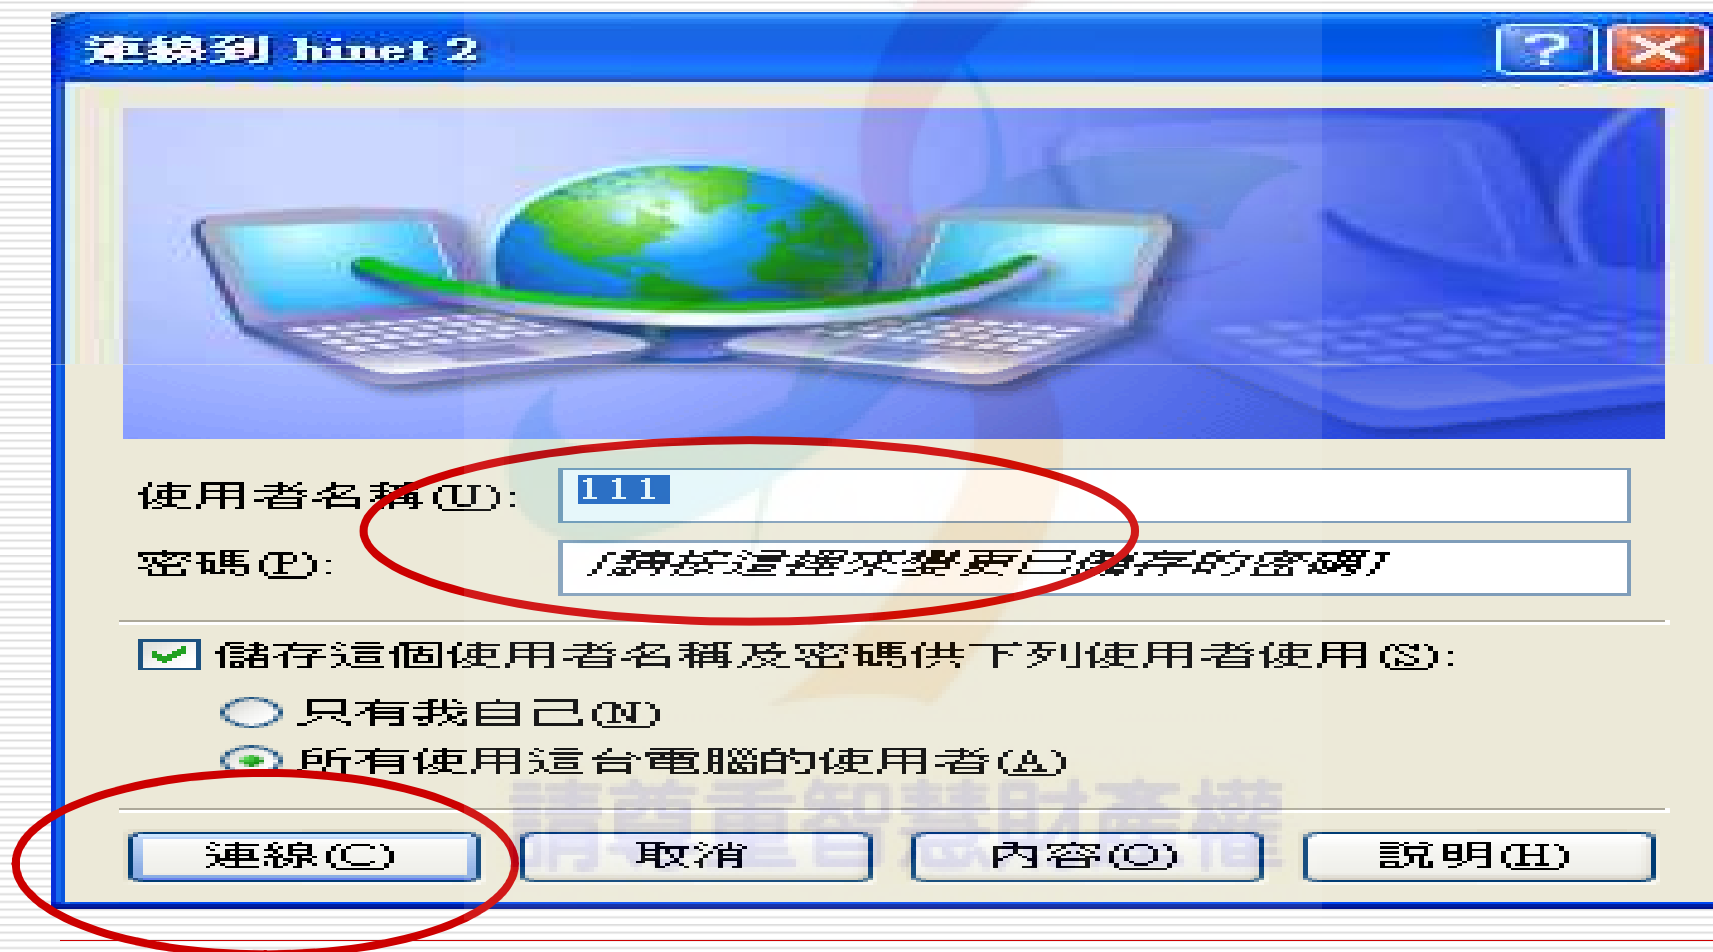 連線到 hinet 2
使用者名稱(U):
111
密碼(P):
[請按這裡來變更已儲存的密碼]
儲存這個使用者名稱及密碼供下列使用者使用(S):
只有我自己(N)
所有使用這台電腦的使用者(A)
請尊重智慧財產權
連線(C)
取消
內容(O)
說明(H)